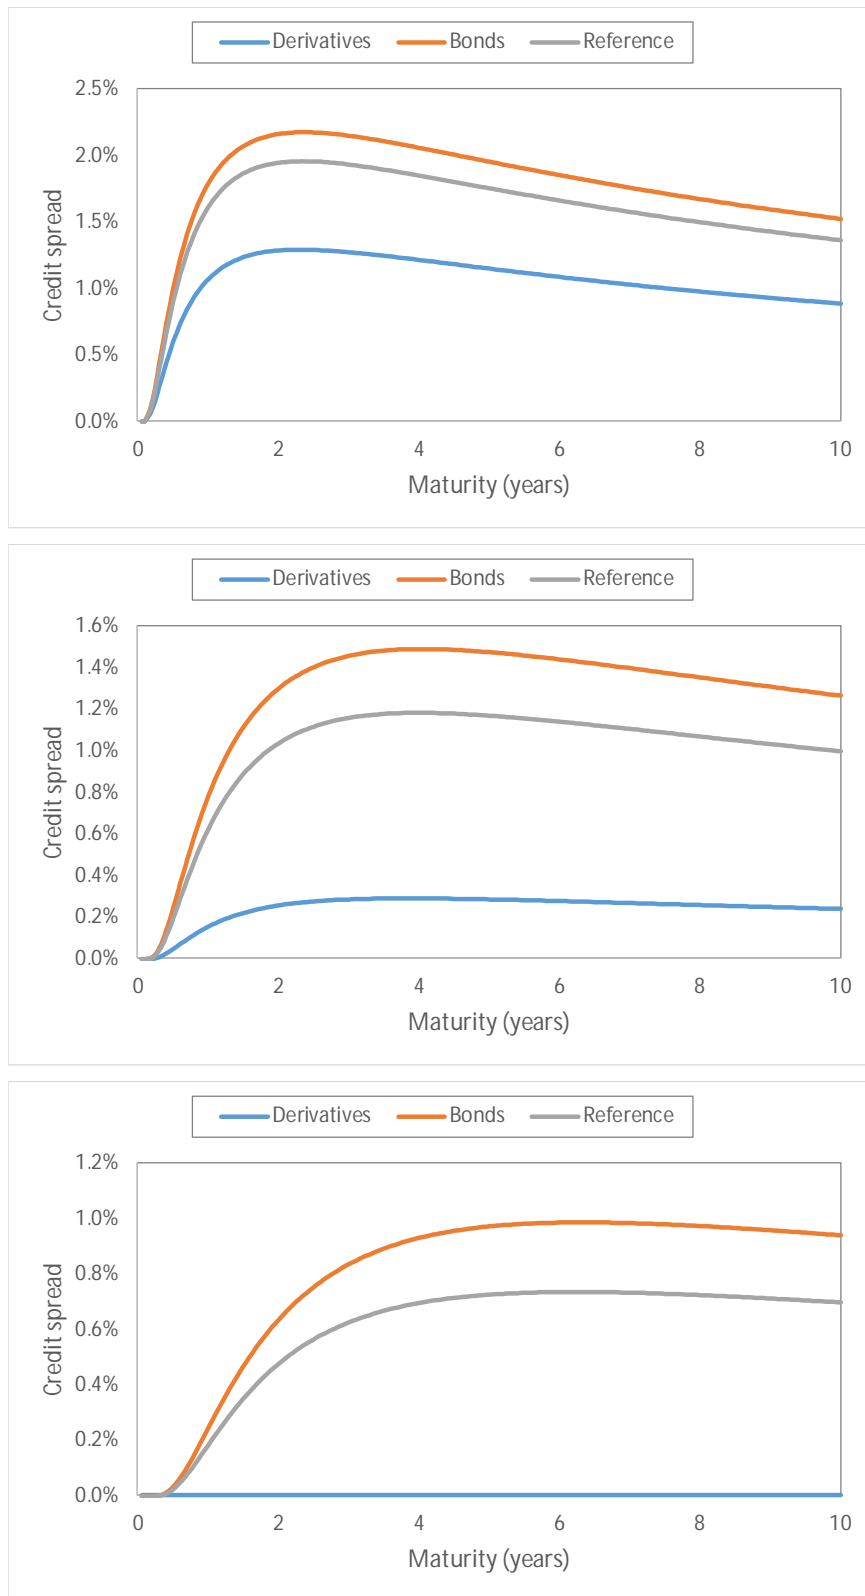 Derivatives Bonds Reference
2.5%
2.0%
1.5%
1.0%
0.5%
0.0%
Credit spread
0 2 4 6 8 10
Maturity (years)
Derivatives Bonds Reference
1.6%
1.4%
1.2%
1.0%
0.8%
0.6%
0.4%
0.2%
0.0%
Credit spread
0 2 4 6 8 10
Maturity (years)
Derivatives Bonds Reference
1.2%
1.0%
0.8%
0.6%
0.4%
0.2%
0.0%
Credit spread
0 2 4 6 8 10
Maturity (years)